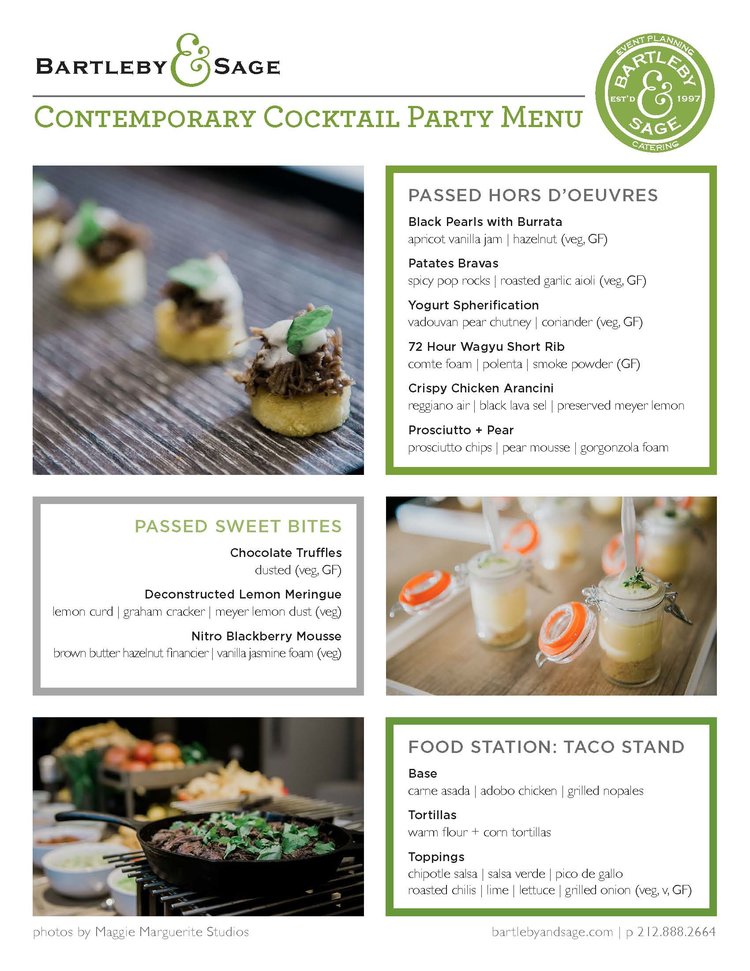 BARTLEBY & SAGE
CONTEMPORARY COCKTAIL PARTY MENU
EVENT PLANNING
BARTLEBY
EST'D & 1997
SAGE
CATERING
PASSED HORS D'OEUVRES
Black Pearls with Burrata
apricot vanilla jam | hazelnut (veg, GF)
Patates Bravas
spicy pop rocks | roasted garlic aioli (veg, GF)
Yogurt Spherification
vadouvan pear chutney | coriander (veg, GF)
72 Hour Wagyu Short Rib
comte foam | polenta | smoke powder (GF)
Crispy Chicken Arancini
reggiano air | black lava sel | preserved meyer lemon
Prosciutto + Pear
prosciutto chips | pear mousse | gorgonzola foam
PASSED SWEET BITES
Chocolate Truffles
dusted (veg, GF)
Deconstructed Lemon Meringue
lemon curd | graham cracker | meyer lemon dust (veg)
Nitro Blackberry Mousse
brown butter hazelnut financier | vanilla jasmine foam (veg)
FOOD STATION: TACO STAND
Base
carne asada | adobo chicken | grilled nopales
Tortillas
warm flour + corn tortillas
Toppings
chipotle salsa | salsa verde | pico de gallo
roasted chilis | lime | lettuce | grilled onion (veg, v, GF)
photos by Maggie Marguerite Studios
bartlebyandsage.com | p 212.888.2664